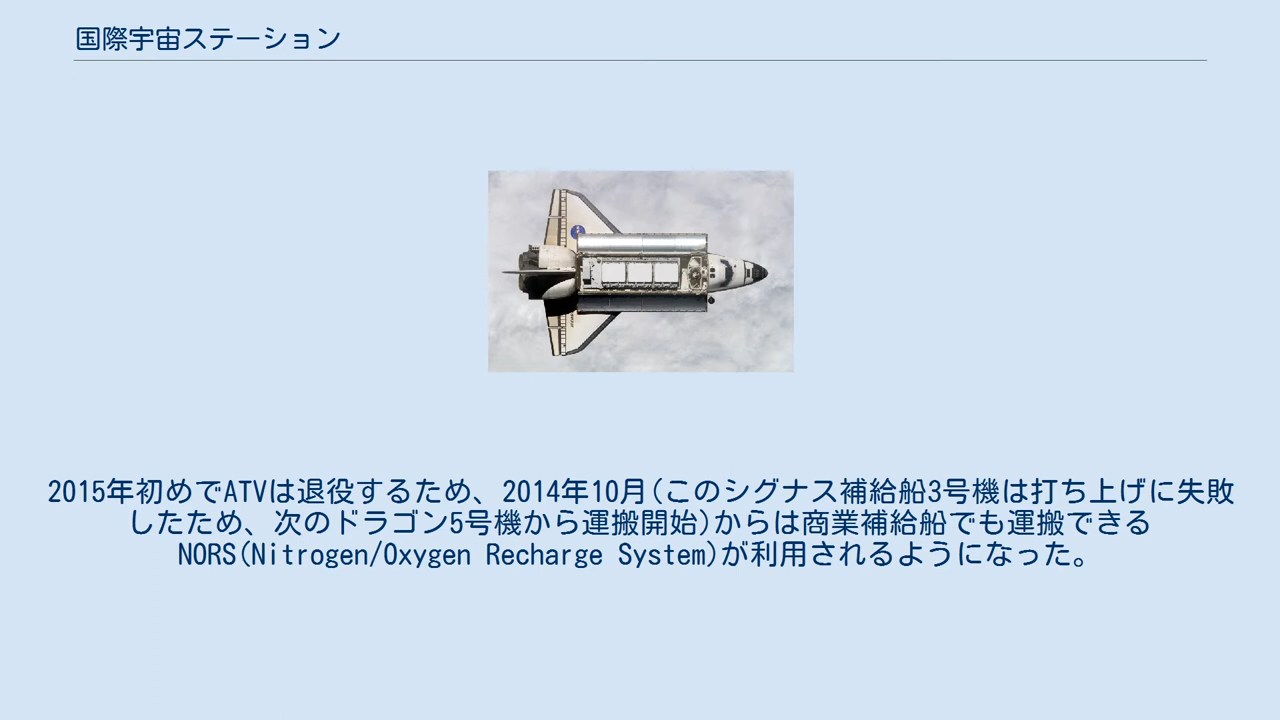 国際宇宙ステーション
2015年初めでATVは退役するため、2014年10月(このシグナス補給船3号機は打ち上げに失敗
したため、次のドラゴン5号機から運搬開始)からは商業補給船でも運搬できる
NORS(Nitrogen/Oxygen Recharge System)が利用されるようになった。